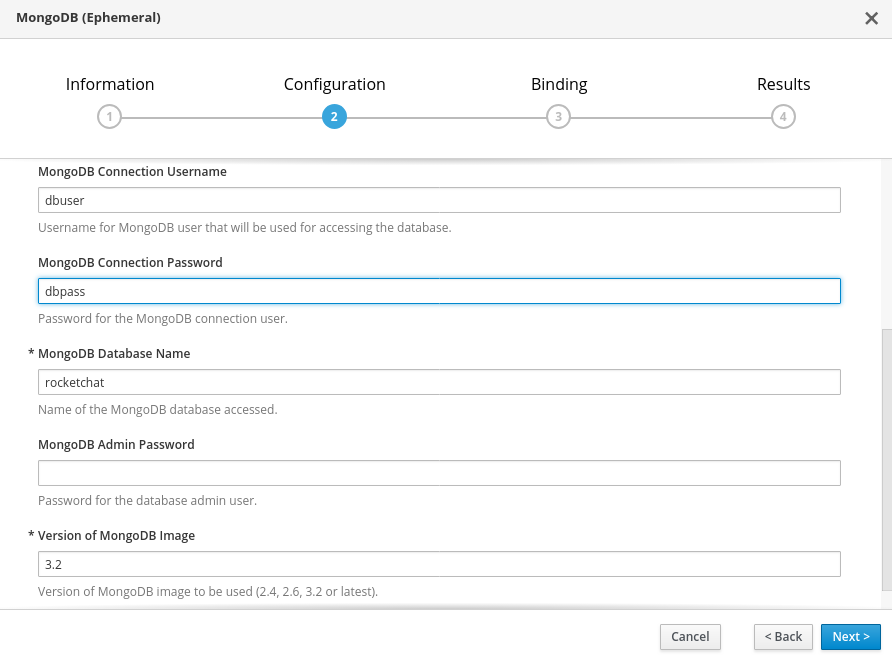 MongoDB (Ephemeral)
Information
Configuration
Binding
Results
1
2
3
4
MongoDB Connection Username
dbuser
Username for MongoDB user that will be used for accessing the database.
MongoDB Connection Password
dbpass
Password for the MongoDB connection user.
* MongoDB Database Name
rocketchat
Name of the MongoDB database accessed.
MongoDB Admin Password
Password for the database admin user.
* Version of MongoDB Image
3.2
Version of MongoDB image to be used (2.4, 2.6, 3.2 or latest).
Cancel
< Back
Next >